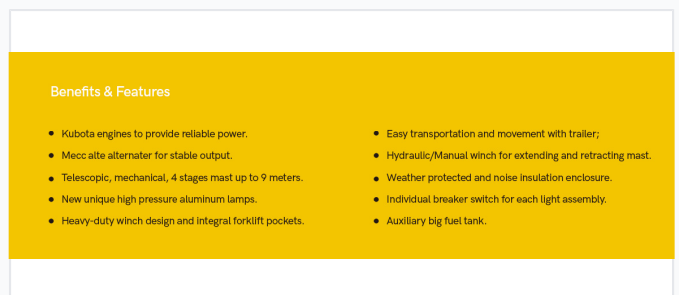 Benefits & Features
Kubota engines to provide reliable power.
Mecc alte alternater for stable output.
Telescopic, mechanical, 4 stages mast up to 9 meters.
New unique high pressure aluminum lamps.
Heavy-duty winch design and integral forklift pockets.
Easy transportation and movement with trailer;
Hydraulic/Manual winch for extending and retracting mast.
Weather protected and noise insulation enclosure.
Individual breaker switch for each light assembly.
Auxiliary big fuel tank.